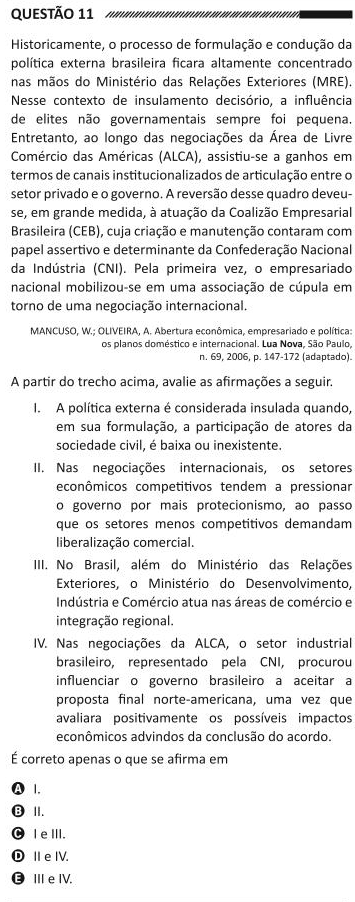 QUESTÃO 11
Historicamente, o processo de formulação e condução da
política externa brasileira ficara altamente concentrado
nas mãos do Ministério das Relações Exteriores (MRE).
Nesse contexto de insulamento decisório, a influência
de elites não governamentais sempre foi pequena.
Entretanto, ao longo das negociações da Área de Livre
Comércio das Américas (ALCA), assistiu-se a ganhos em
termos de canais institucionalizados de articulação entre o
setor privado e o governo. A reversão desse quadro deveu-
se, em grande medida, à atuação da Coalizão Empresarial
Brasileira (CEB), cuja criação e manutenção contaram com
papel assertivo e determinante da Confederação Nacional
da Indústria (CNI). Pela primeira vez, o empresariado
nacional mobilizou-se em uma associação de cúpula em
torno de uma negociação internacional.
MANCUSO, W.; OLIVEIRA, A. Abertura econômica, empresariado e política:
os planos doméstico e internacional. Lua Nova, São Paulo,
n. 69, 2006, p. 147-172 (adaptado).
A partir do trecho acima, avalie as afirmações a seguir.
I. A política externa é considerada insulada quando,
em sua formulação, a participação de atores da
sociedade civil, é baixa ou inexistente.
II. Nas negociações internacionais, os setores
econômicos competitivos tendem a pressionar
o governo por mais protecionismo, ao passo
que os setores menos competitivos demandam
liberalização comercial.
III. No Brasil, além do Ministério das Relações
Exteriores, o Ministério do Desenvolvimento,
Indústria e Comércio atua nas áreas de comércio e
integração regional.
IV. Nas negociações da ALCA, o setor industrial
brasileiro, representado pela CNI, procurou
influenciar o governo brasileiro a aceitar a
proposta final norte-americana, uma vez que
avaliara positivamente os possíveis impactos
econômicos advindos da conclusão do acordo.
É correto apenas o que se afirma em
A I.
B II.
C I e III.
D II e IV.
E III e IV.